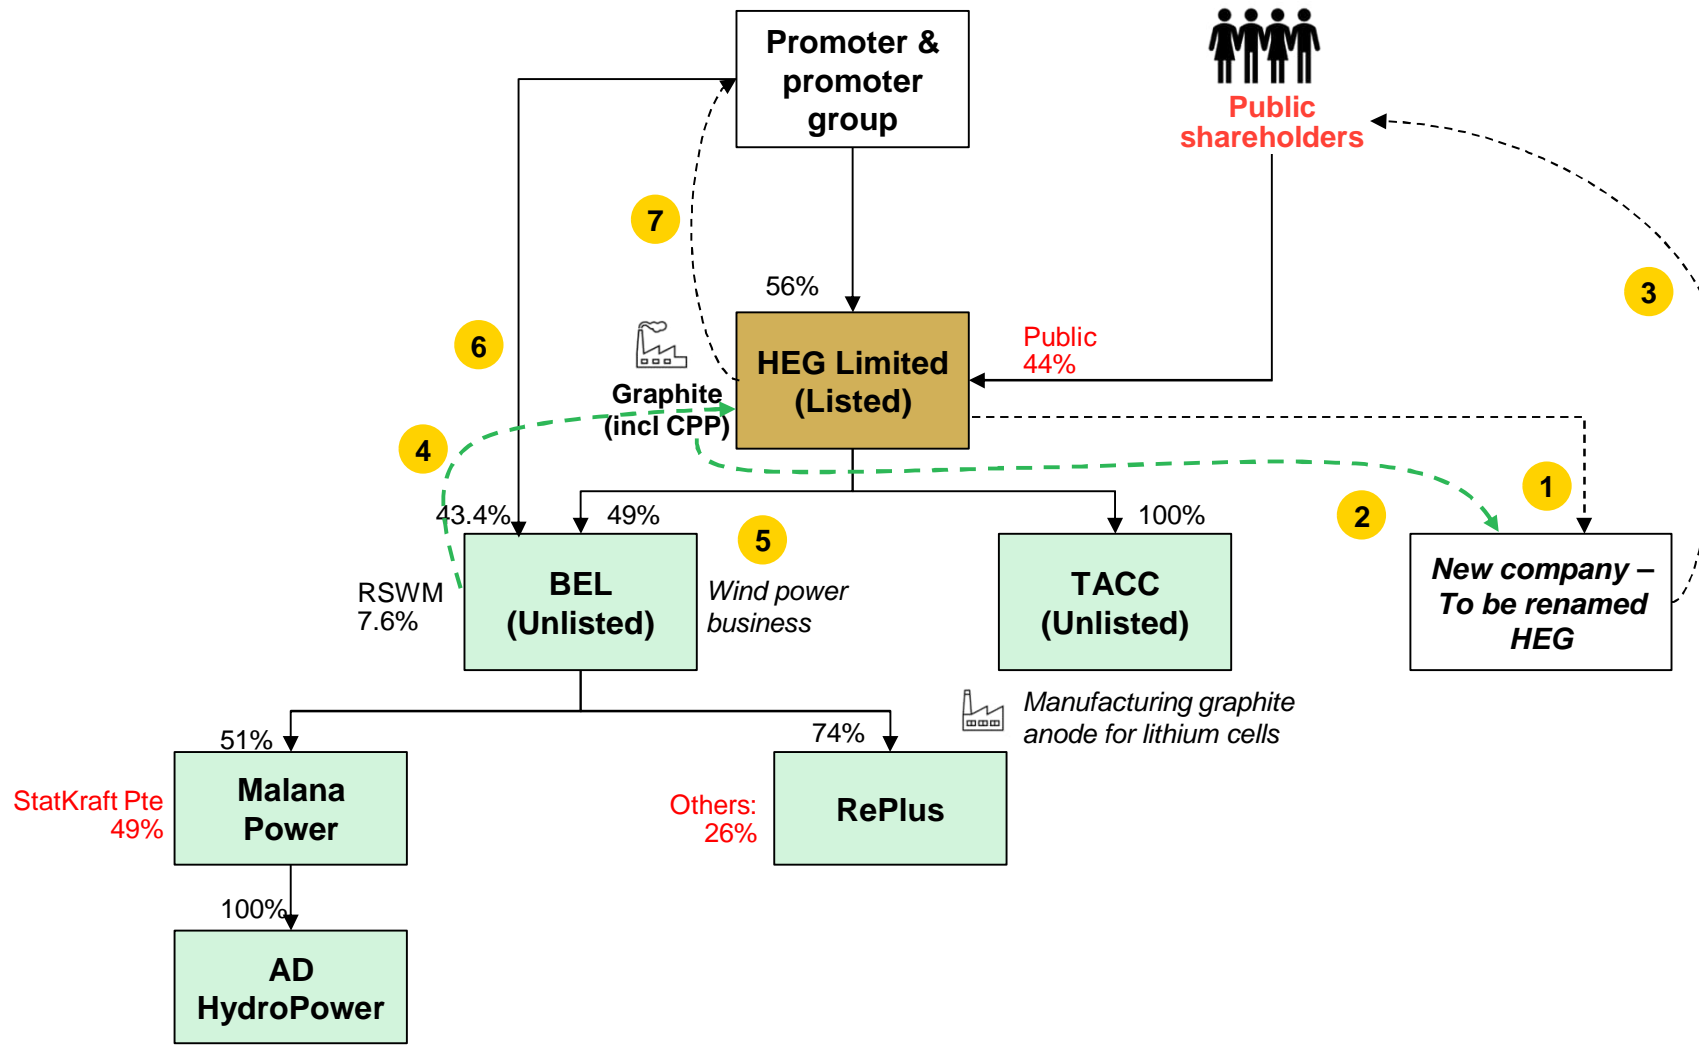 Promoter &
promoter
group
Public
shareholders
7
3
56%
6
Graphite
(incl CPP)
HEG Limited
(Listed)
Public
44%
4
1
2
43.4%
49%
5
100%
RSWM
7.6%
BEL
(Unlisted)
Wind power
business
TACC
(Unlisted)
New company –
To be renamed
HEG
Manufacturing graphite
anode for lithium cells
51%
74%
StatKraft Pte
49%
Malana
Power
Others:
26%
RePlus
100%
AD
HydroPower